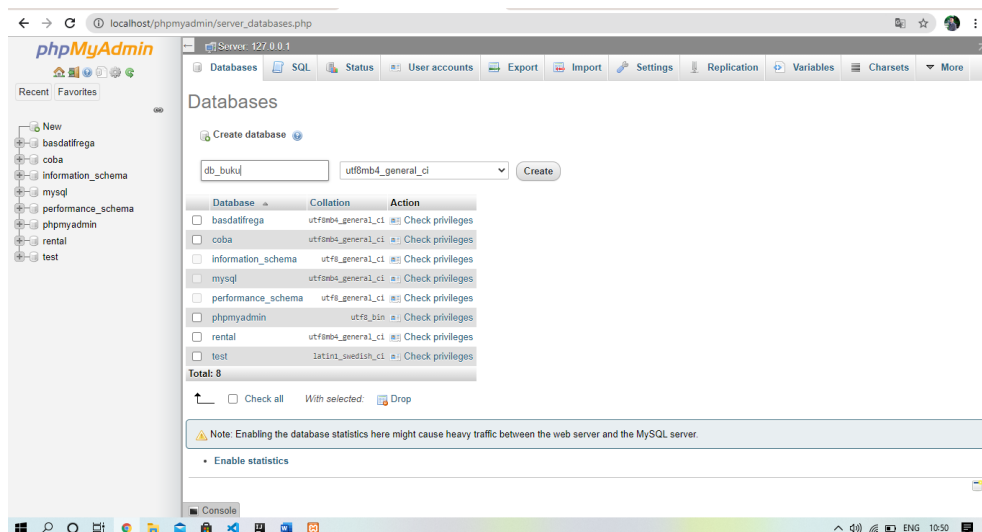 localhost/phpmyadmin/server_databases.php
phpMyAdmin
Recent Favorites
New
basdatifrega
coba
information_schema
mysql
performance_schema
phpmyadmin
rental
test
Server: 127.0.0.1
Databases SQL Status User accounts Export Import Settings Replication Variables Charsets More
Databases
Create database
db_buku utf8mb4_general_ci Create
Database Collation Action
basdatifrega utf8mb4_general_ci Check privileges
coba utf8mb4_general_ci Check privileges
information_schema utf8_general_ci Check privileges
mysql utf8mb4_general_ci Check privileges
performance_schema utf8_general_ci Check privileges
phpmyadmin utf8_bin Check privileges
rental utf8mb4_general_ci Check privileges
test latin1_swedish_ci Check privileges
Total: 8
Check all With selected: Drop
Note: Enabling the database statistics here might cause heavy traffic between the web server and the MySQL server.
• Enable statistics
Console
ENG 10:50